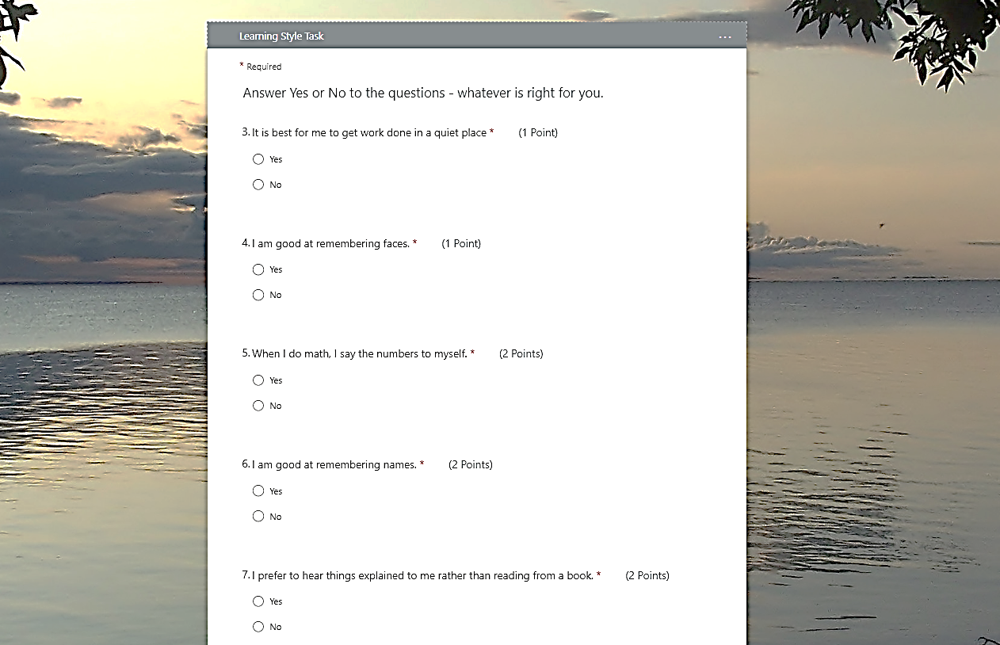 Learning Style Task
* Required
Answer Yes or No to the questions - whatever is right for you.
3. It is best for me to get work done in a quiet place * (1 Point)
Yes
No
4. I am good at remembering faces. * (1 Point)
Yes
No
5. When I do math, I say the numbers to myself. * (2 Points)
Yes
No
6. I am good at remembering names. * (2 Points)
Yes
No
7. I prefer to hear things explained to me rather than reading from a book. * (2 Points)
Yes
No